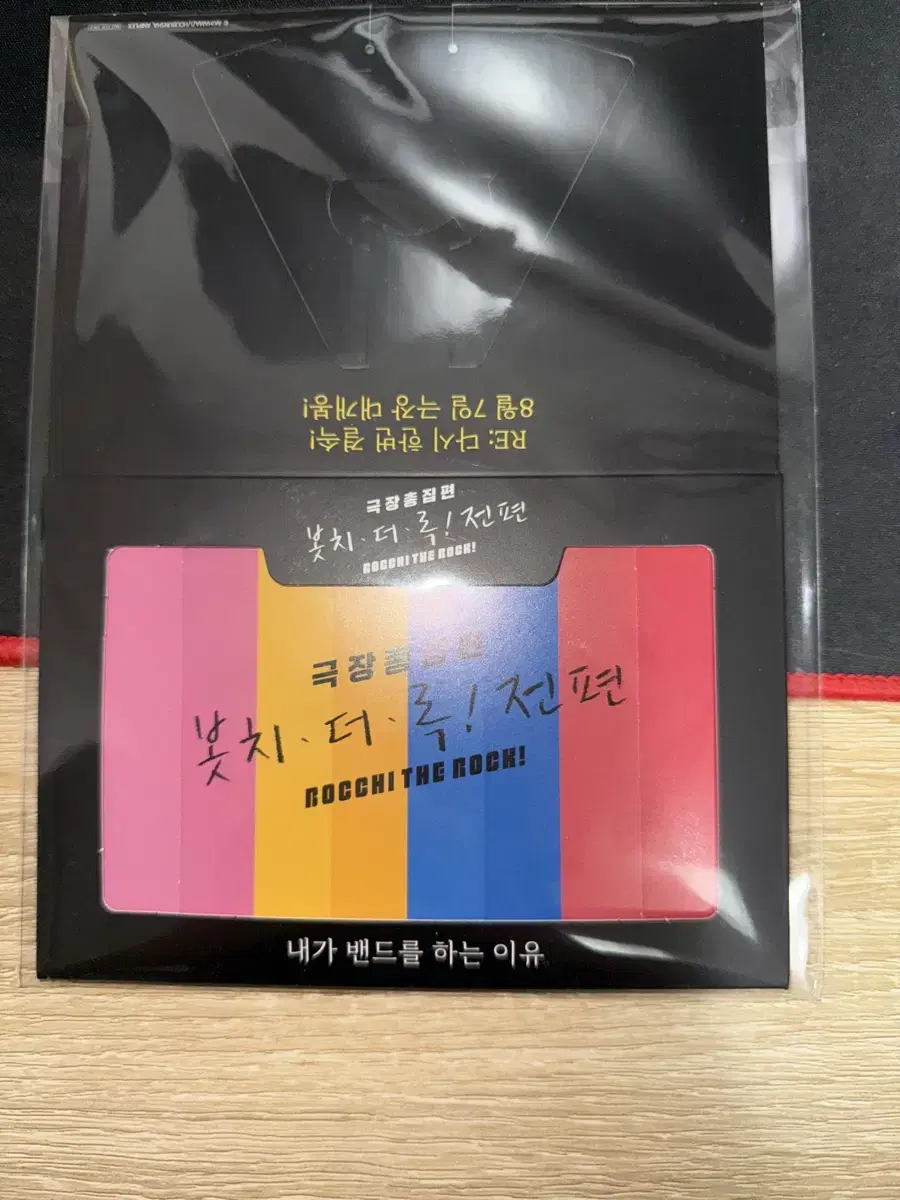 RE: 다시 한번 결속!
8월 7일 극장 대개봉!
극장총집편
봇치·더·록! 전편
BOCCHI THE ROCK!
극장총집편
봇치·더·록! 전편
BOCCHI THE ROCK!
내가 밴드를 하는 이유